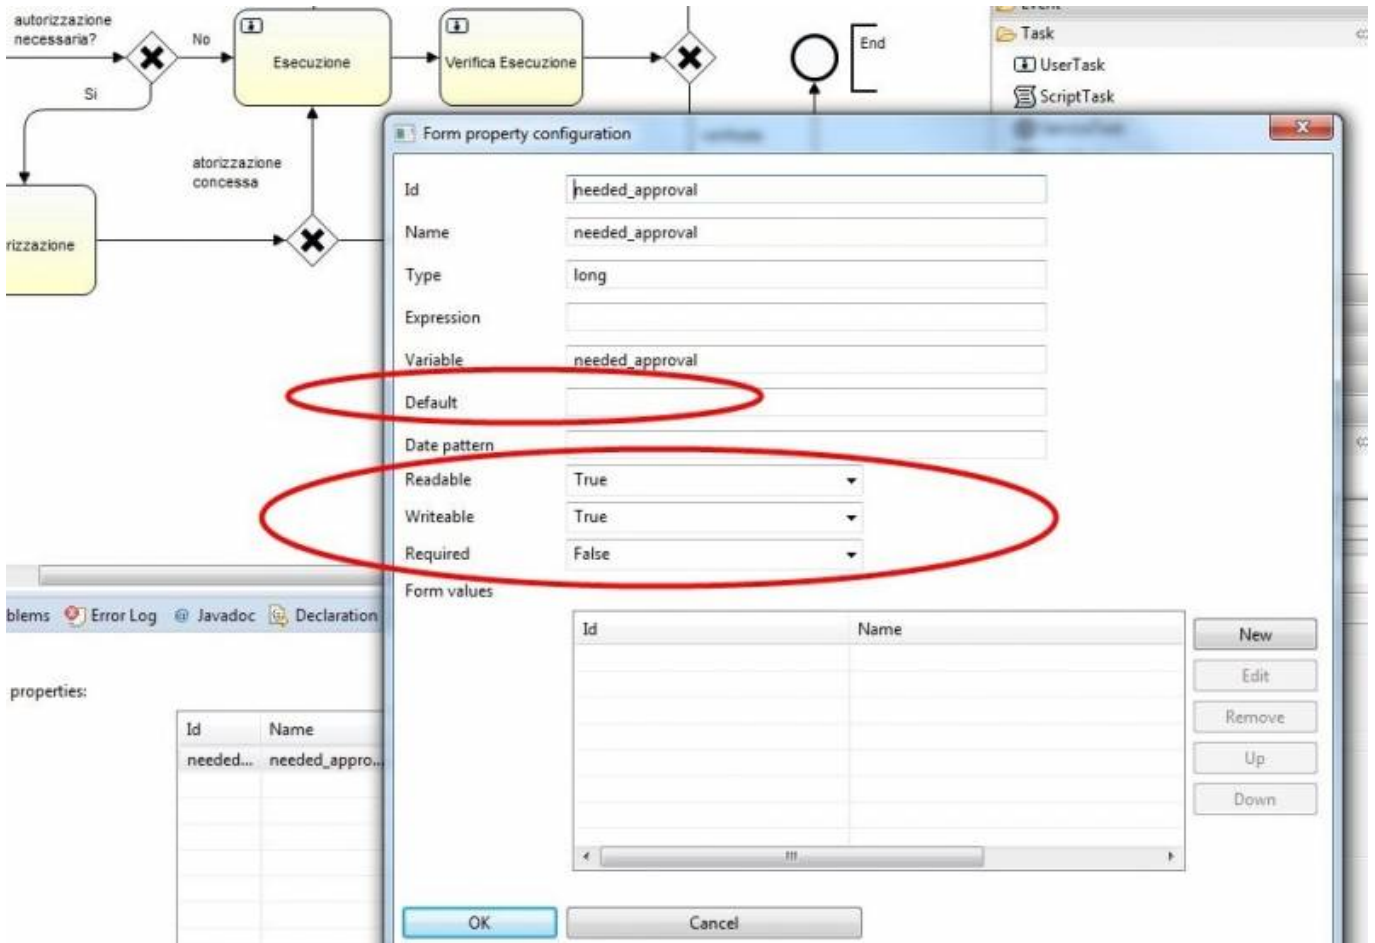 autorizzazione
necessaria?
No
Si
Esecuzione
Verifica Esecuzione
End
Task
UserTask
ScriptTask
atorizzazione
concessa
rizzazione
Form property configuration
Id needed_approval
Name needed_approval
Type long
Expression
Variable needed_approval
Default
Date pattern
Readable True
Writeable True
Required False
Form values
Id Name
New
Edit
Remove
Up
Down
OK Cancel
blems Error Log Javadoc Declaration
properties:
Id Name
needed... needed_appro...